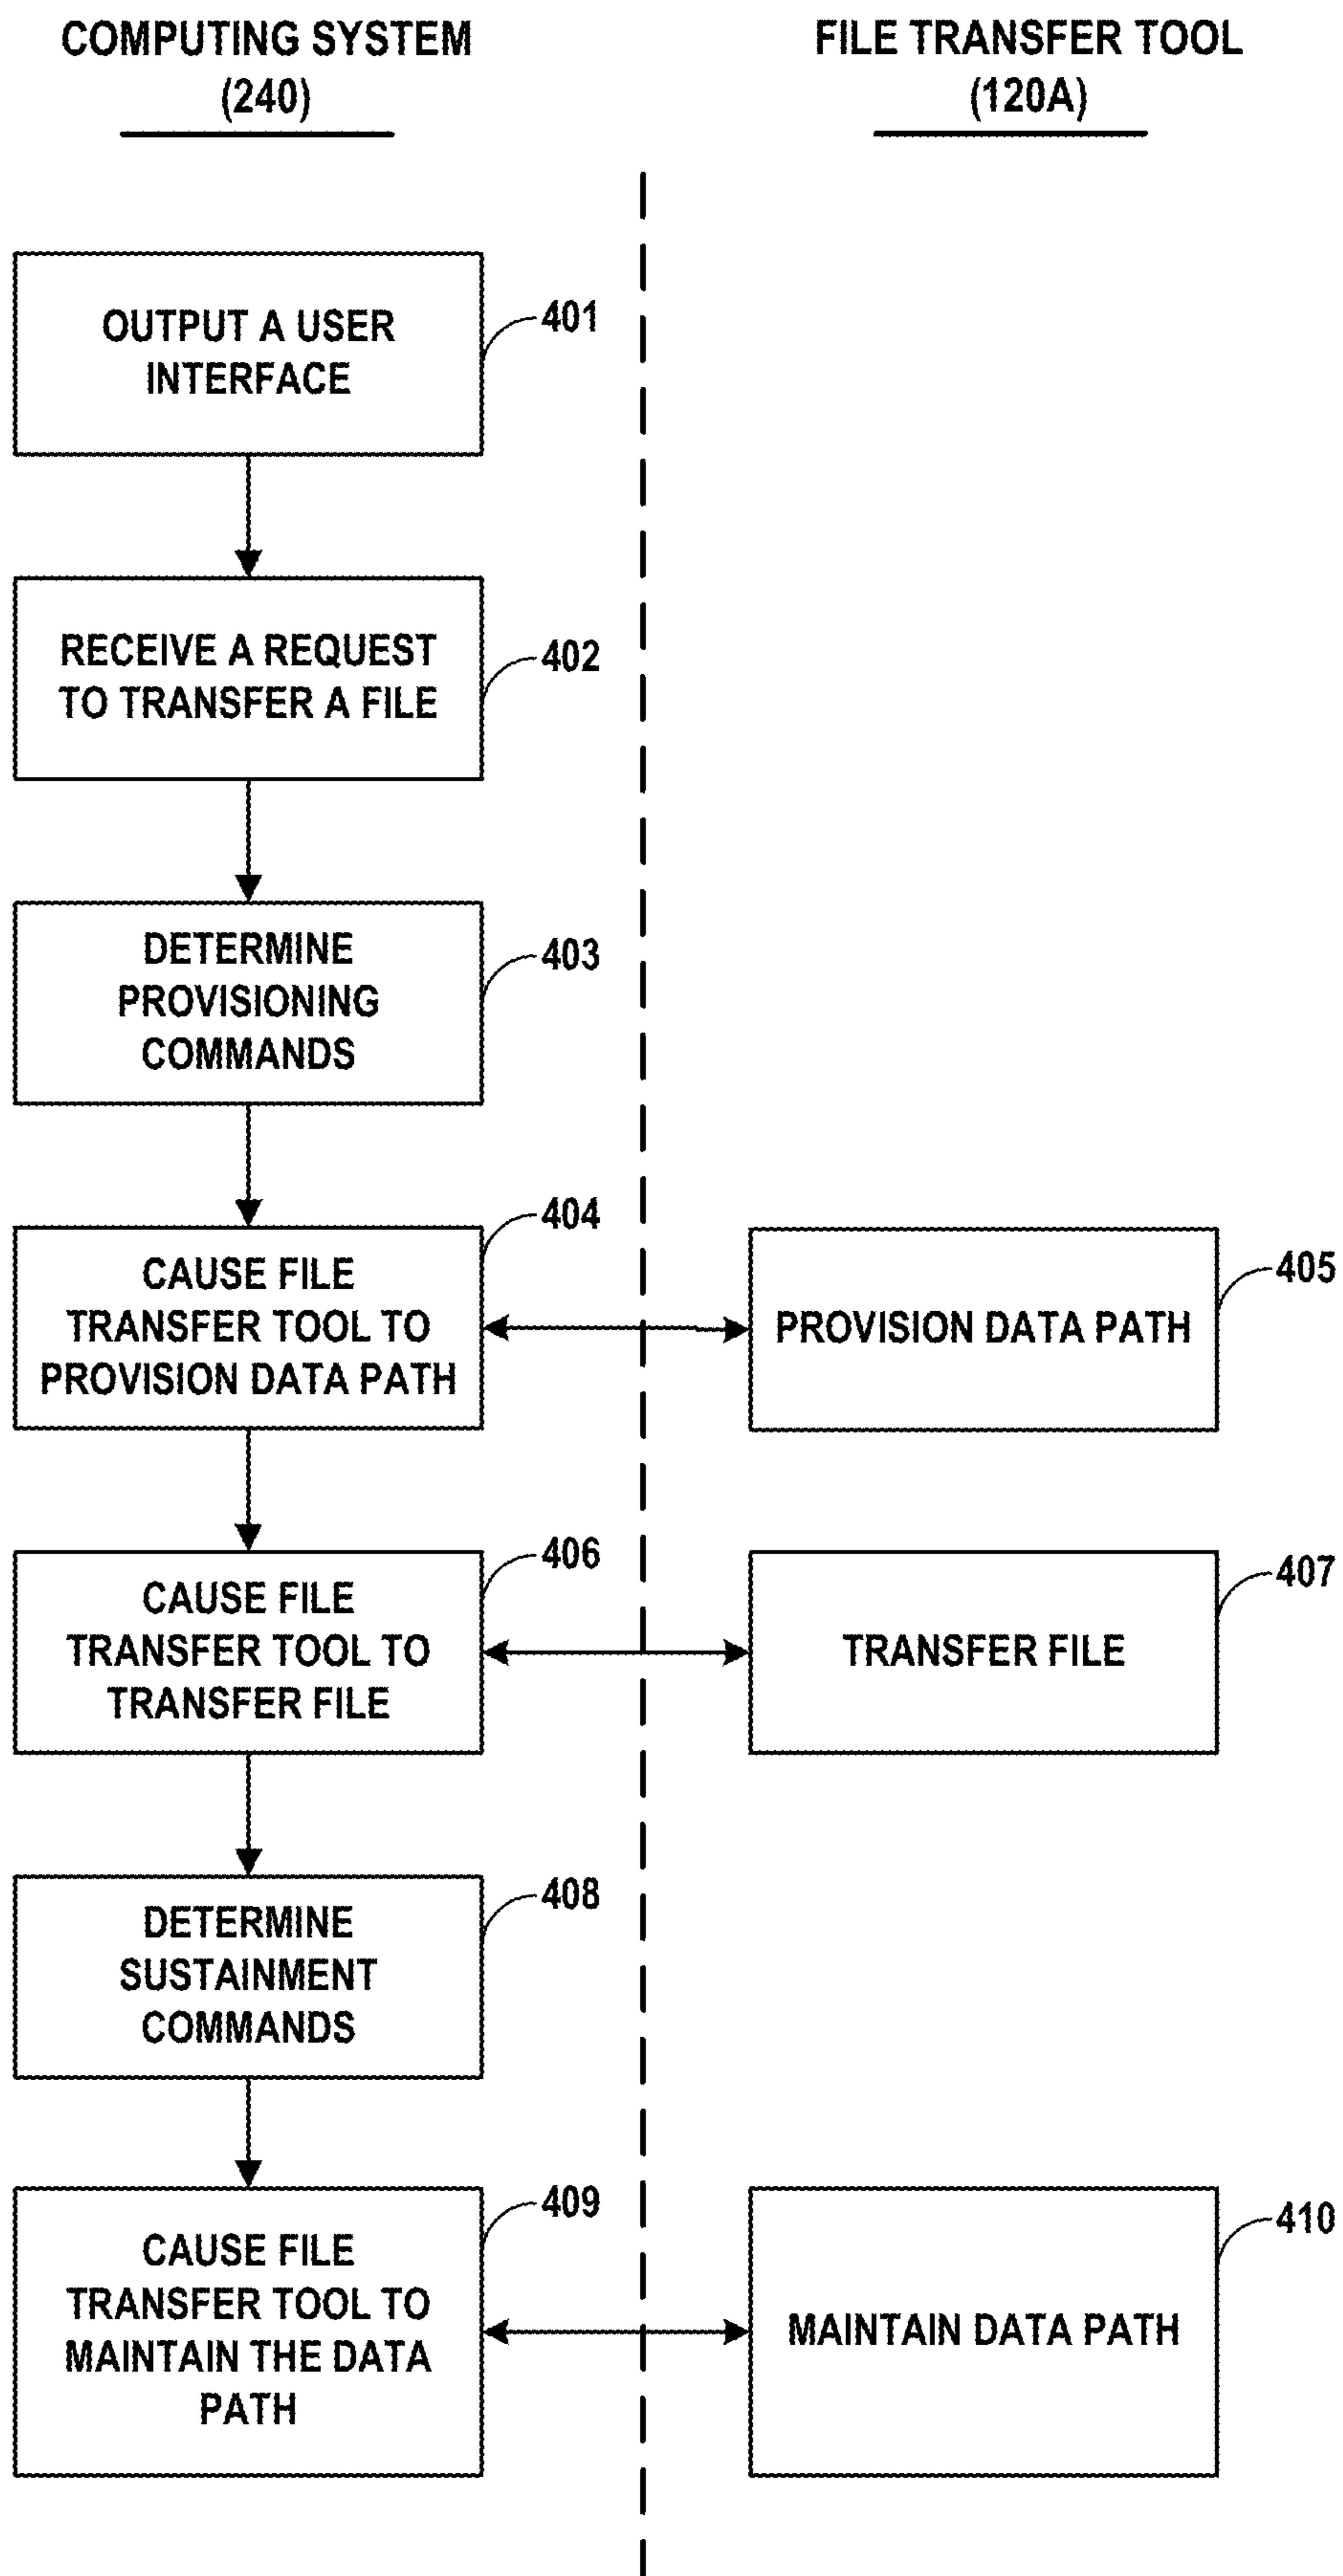 COMPUTING SYSTEM
(240)
FILE TRANSFER TOOL
(120A)
OUTPUT A USER
INTERFACE
401
RECEIVE A REQUEST
TO TRANSFER A FILE
402
DETERMINE
PROVISIONING
COMMANDS
403
CAUSE FILE
TRANSFER TOOL TO
PROVISION DATA PATH
404
PROVISION DATA PATH
405
CAUSE FILE
TRANSFER TOOL TO
TRANSFER FILE
406
TRANSFER FILE
407
DETERMINE
SUSTAINMENT
COMMANDS
408
CAUSE FILE
TRANSFER TOOL TO
MAINTAIN THE DATA
PATH
409
MAINTAIN DATA PATH
410